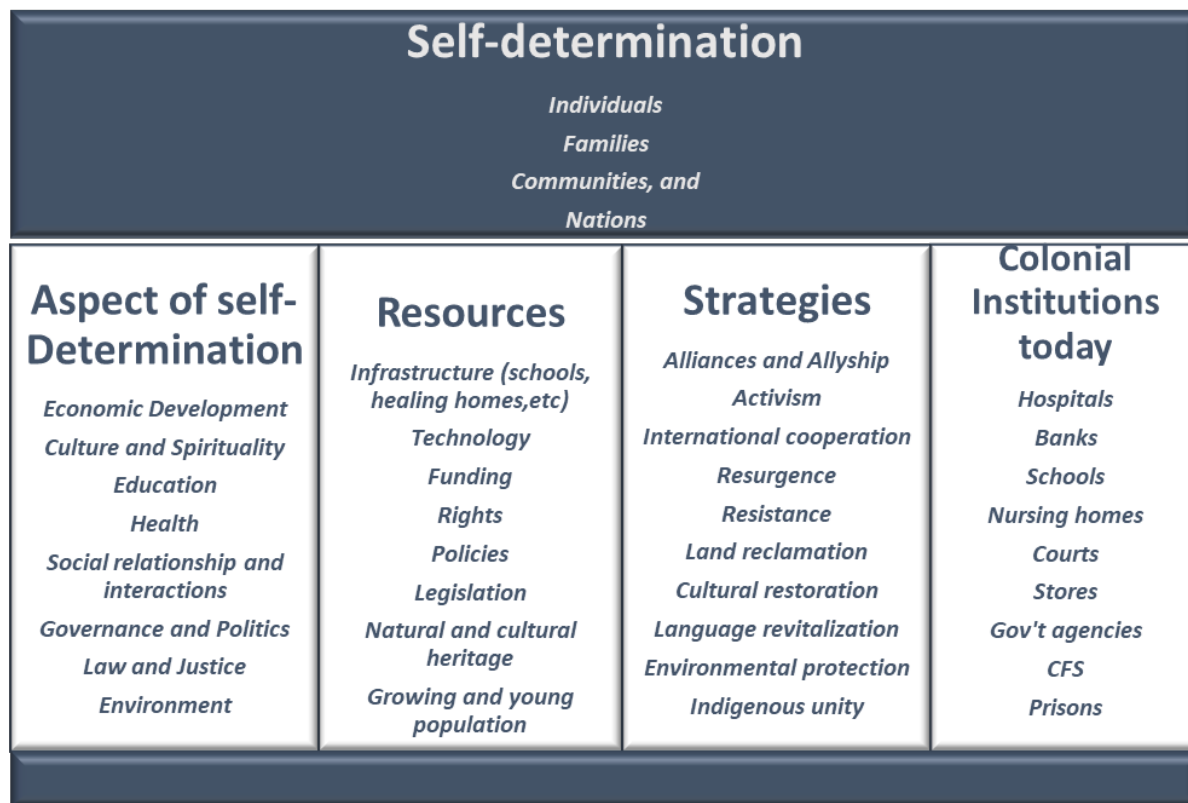 Self-determination
Individuals
Families
Communities, and
Nations
Aspect of self-
Determination
Economic Development
Culture and Spirituality
Education
Health
Social relationship and
interactions
Governance and Politics
Law and Justice
Environment
Resources
Infrastructure (schools,
healing homes,etc)
Technology
Funding
Rights
Policies
Legislation
Natural and cultural
heritage
Growing and young
population
Strategies
Alliances and Allyship
Activism
International cooperation
Resurgence
Resistance
Land reclamation
Cultural restoration
Language revitalization
Environmental protection
Indigenous unity
Colonial
Institutions
today
Hospitals
Banks
Schools
Nursing homes
Courts
Stores
Gov't agencies
CFS
Prisons